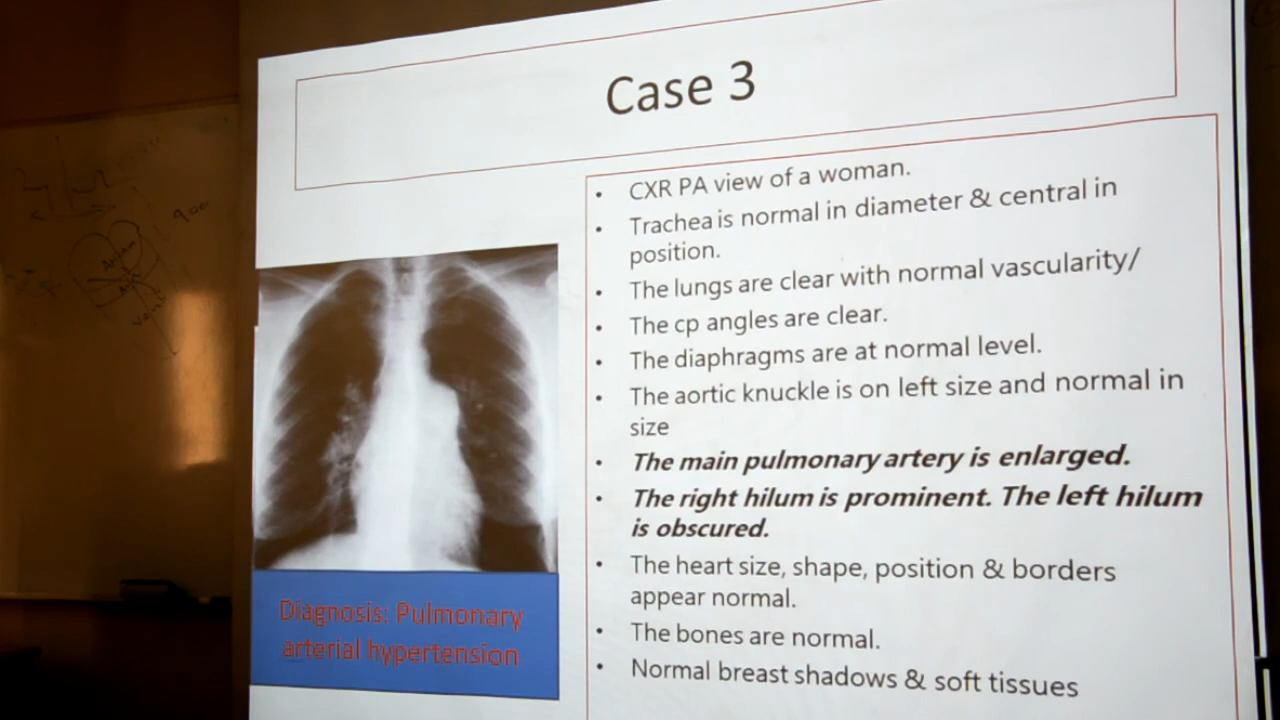 Case 3
• CXR PA view of a woman.
• Trachea is normal in diameter & central in
position.
• The lungs are clear with normal vascularity/
• The cp angles are clear.
• The diaphragms are at normal level.
• The aortic knuckle is on left size and normal in
size
• The main pulmonary artery is enlarged.
• The right hilum is prominent. The left hilum
is obscured.
• The heart size, shape, position & borders
appear normal.
• The bones are normal.
• Normal breast shadows & soft tissues
Diagnosis: Pulmonary
arterial hypertension